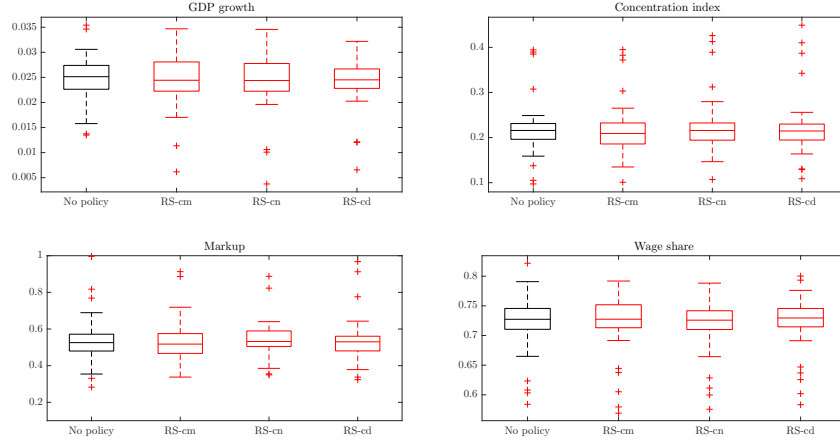 GDP growth
0.035
0.03
0.025
0.02
0.015
0.01
0.005
No policy RS-cm RS-cn RS-cd
Concentration index
0.4
0.3
0.2
0.1
No policy RS-cm RS-cn RS-cd
Markup
1
0.8
0.6
0.4
0.2
No policy RS-cm RS-cn RS-cd
Wage share
0.8
0.75
0.7
0.65
0.6
No policy RS-cm RS-cn RS-cd